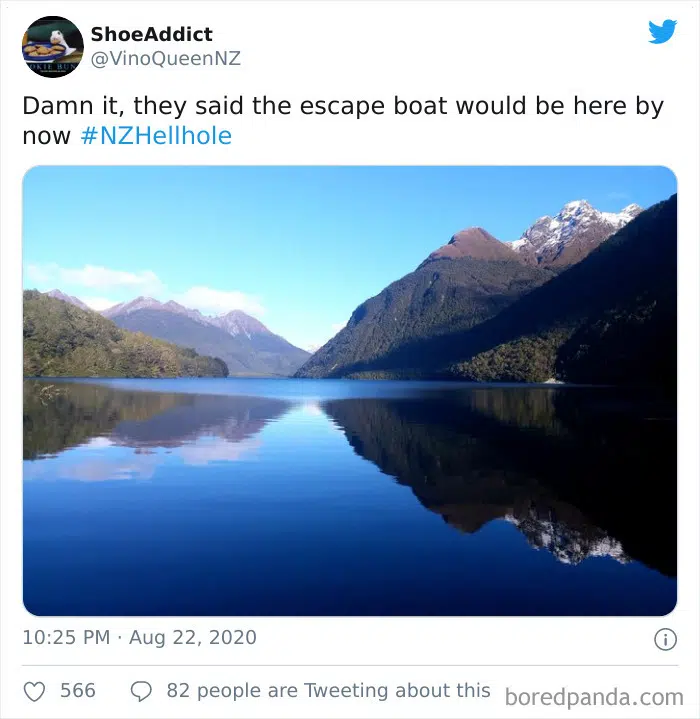 ShoeAddict
@VinoQueenNZ
Damn it, they said the escape boat would be here by
now #NZHellhole
10:25 PM · Aug 22, 2020
566
82 people are Tweeting about this
boredpanda.com